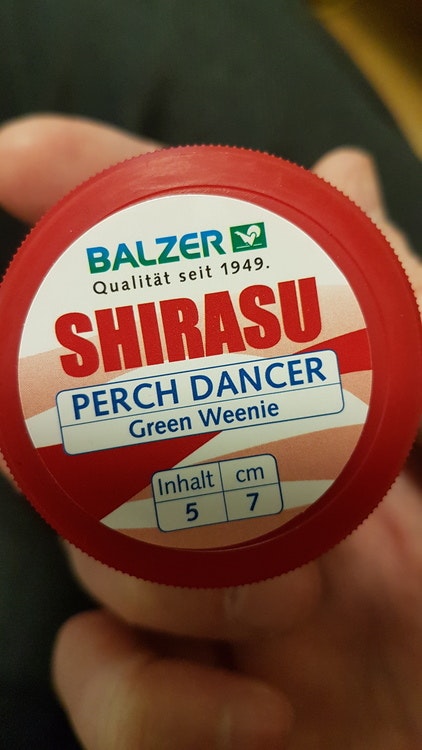 BALZER
Qualität seit 1949.
SHIRASU
PERCH DANCER
Green Weenie
Inhalt cm
5 7